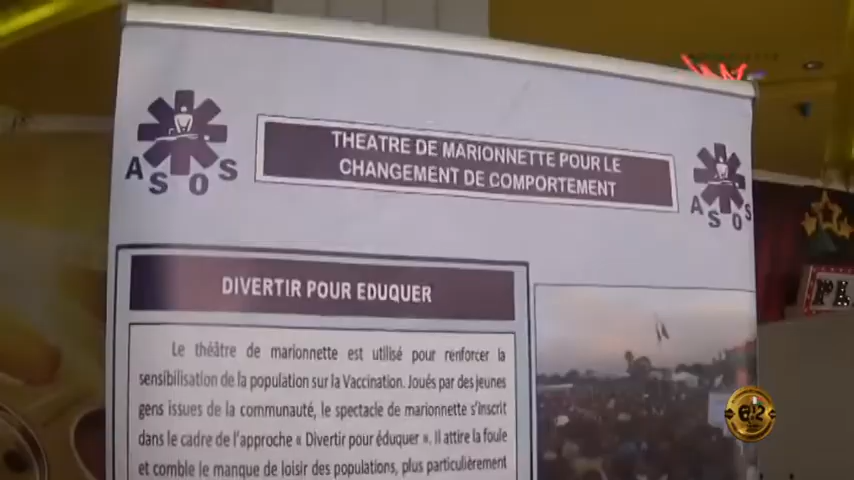 THEATRE DE MARIONNETTE POUR LE
CHANGEMENT DE COMPORTEMENT
ASOS
ASOS
DIVERTIR POUR EDUQUER
Le théâtre de marionnette est utilisé pour renforcer la
sensibilisation de la population sur la Vaccination. Joués par des jeunes
gens issues de la communauté, le spectacle de marionnette s'inscrit
dans le cadre de l'approche « Divertir pour éduquer ». Il attire la foule
et comble le manque de loisir des populations, plus particulièrement
PL